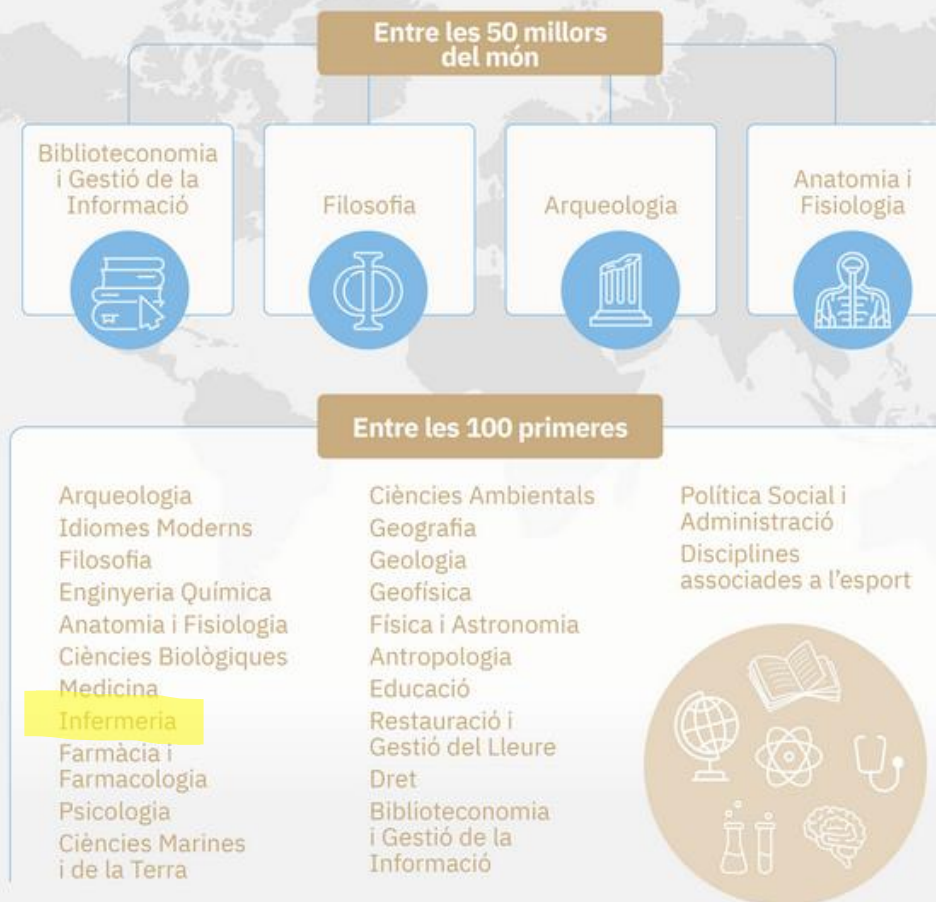 Entre les 50 millors
del món
Biblioteconomia
i Gestió de la
Informació
Filosofia
Arqueologia
Anatomia i
Fisiologia
Entre les 100 primeres
Arqueologia
Idiomes Moderns
Filosofia
Enginyeria Química
Anatomia i Fisiologia
Ciències Biològiques
Medicina
Infermeria
Farmàcia i
Farmacologia
Psicologia
Ciències Marines
i de la Terra
Ciències Ambientals
Geografia
Geologia
Geofísica
Física i Astronomia
Antropologia
Educació
Restauració i
Gestió del Lleure
Dret
Biblioteconomia
i Gestió de la
Informació
Política Social i
Administració
Disciplines
associades a l'esport